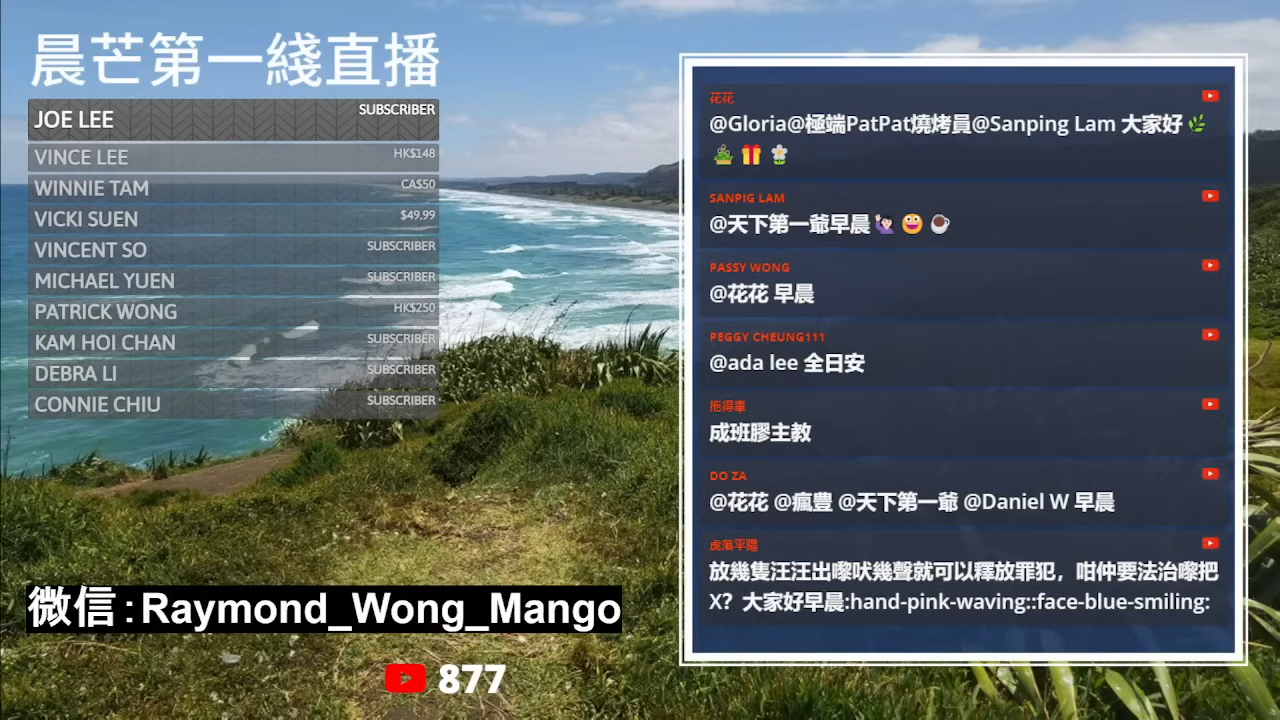 晨芒第一綫直播
JOE LEE SUBSCRIBER
VINCE LEE HK$148
WINNIE TAM CA$50
VICKI SUEN $49.99
VINCENT SO SUBSCRIBER
MICHAEL YUEN SUBSCRIBER
PATRICK WONG HK$250
KAM HOI CHAN SUBSCRIBER
DEBRA LI SUBSCRIBER
CONNIE CHIU SUBSCRIBER
微信:Raymond_Wong_Mango
877
花花
@Gloria@極端PatPat燒烤員@Sanping Lam 大家好🌿
🎍🎁🌼
SANPIG LAM
@天下第一爺早晨🙋🏻‍♀️😀☕
PASSY WONG
@花花 早晨
PEGGY CHEUNG111
@ada lee 全日安
拖得車
成班膠主教
DO ZA
@花花 @瘋豊 @天下第一爺 @Daniel W 早晨
虎落平陽
放幾隻汪汪出嚟吠幾聲就可以釋放罪犯，咁仲要法治嚟把
X？大家好早晨:hand-pink-waving::face-blue-smiling: